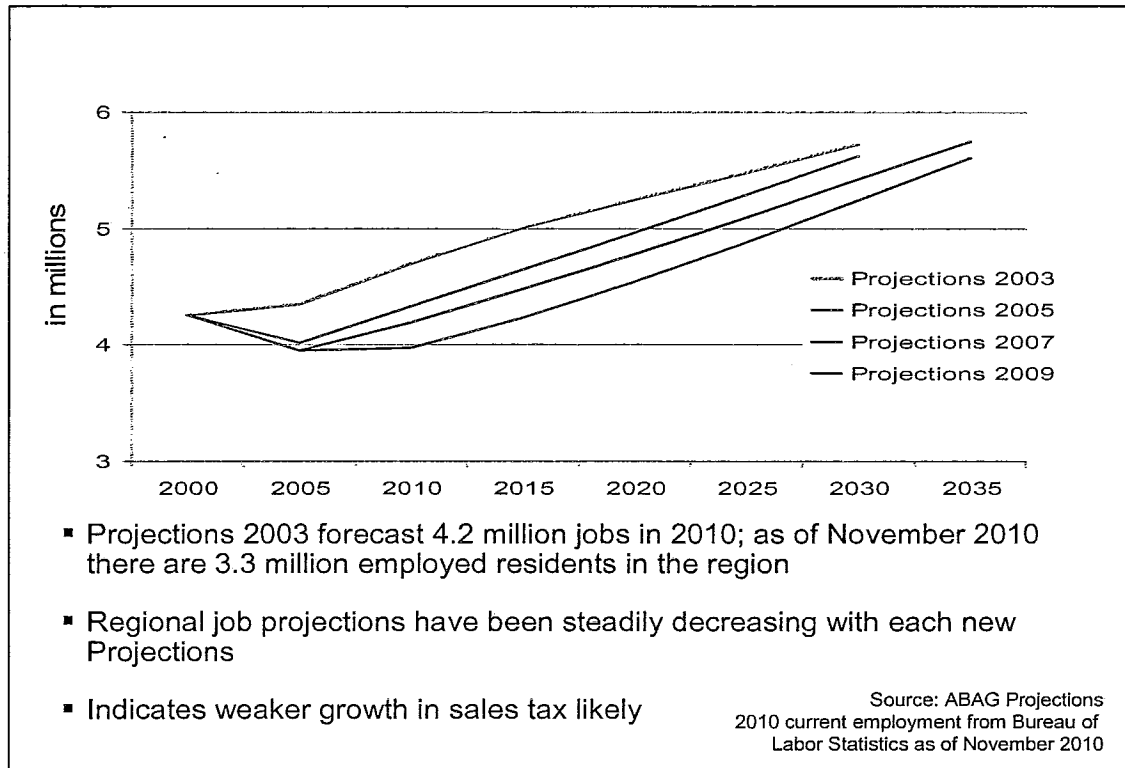 6
5
4
3
in millions
Projections 2003
Projections 2005
Projections 2007
Projections 2009
2000 2005 2010 2015 2020 2025 2030 2035
▪ Projections 2003 forecast 4.2 million jobs in 2010; as of November 2010
there are 3.3 million employed residents in the region
▪ Regional job projections have been steadily decreasing with each new
Projections
▪ Indicates weaker growth in sales tax likely
Source: ABAG Projections
2010 current employment from Bureau of
Labor Statistics as of November 2010